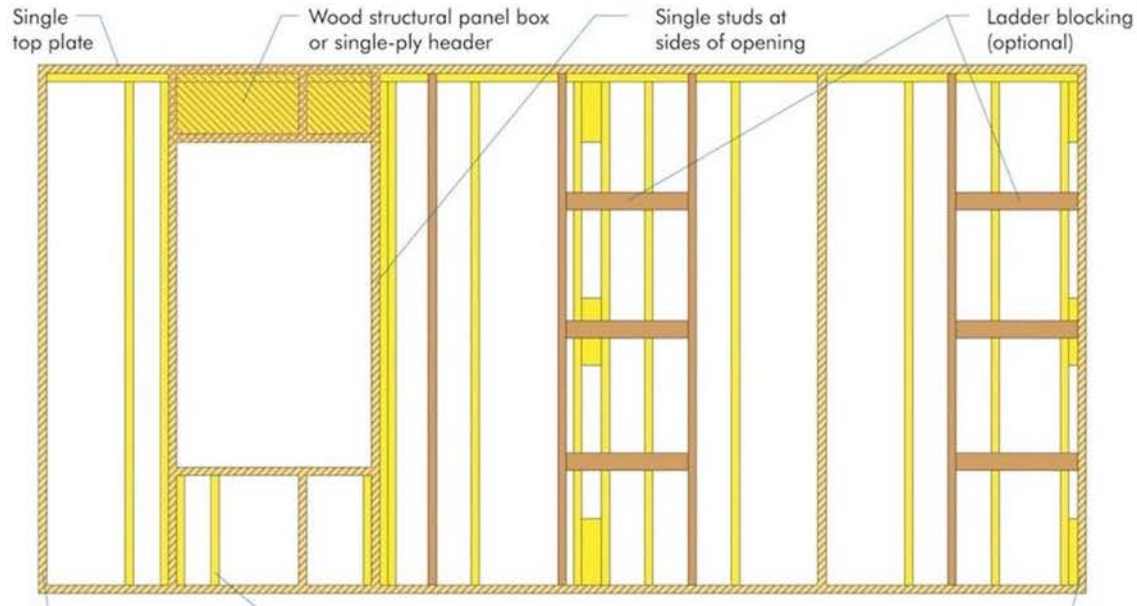 Single
top plate
Wood structural panel box
or single-ply header
Single studs at
sides of opening
Ladder blocking
(optional)